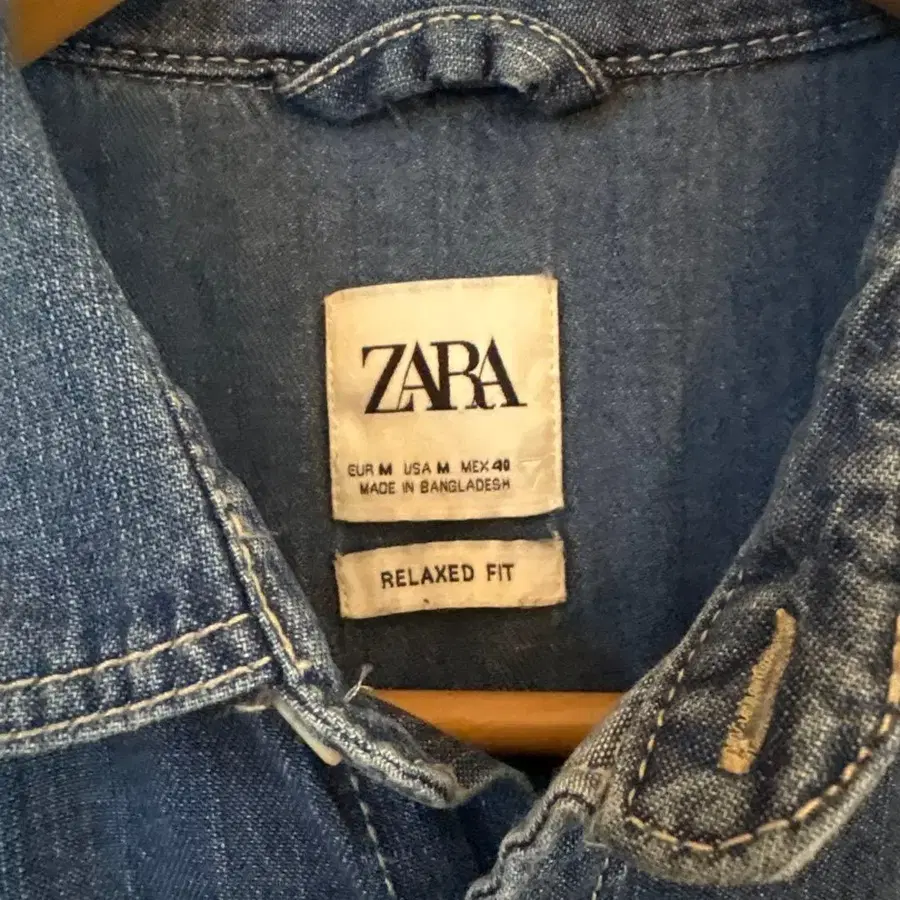 ZARA
EUR M USA M MEX 40
MADE IN BANGLADESH
RELAXED FIT